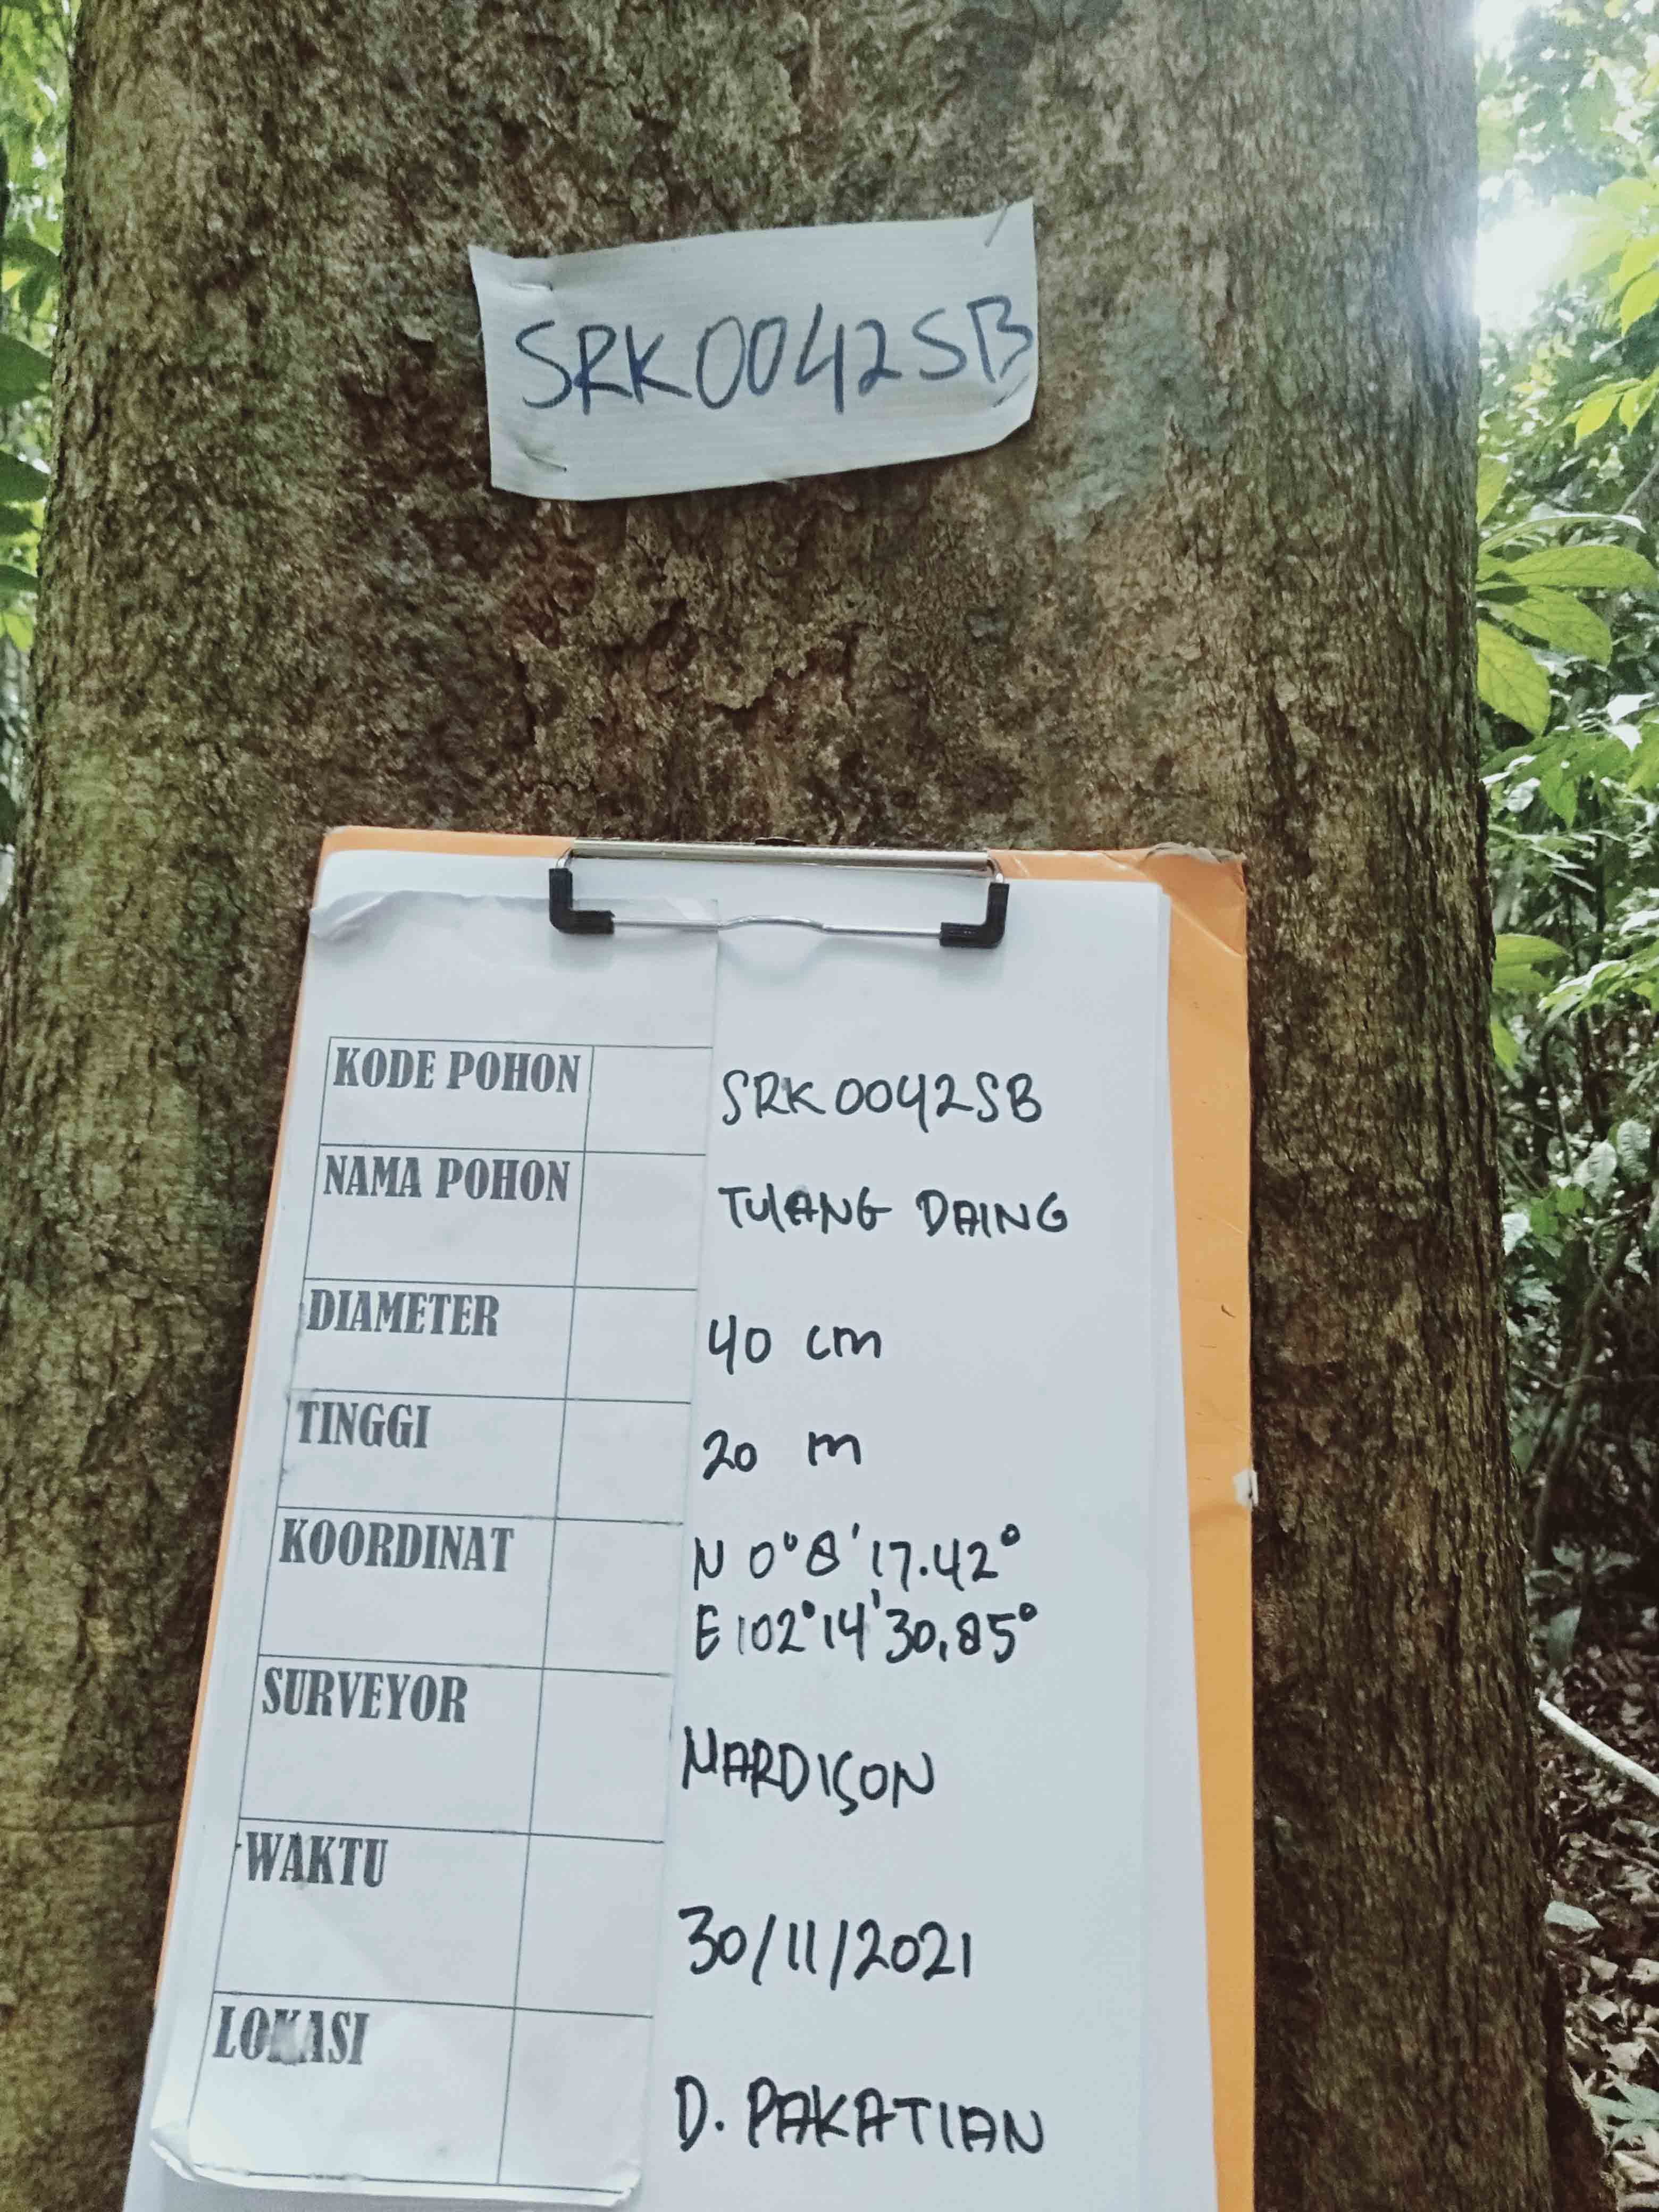 SRK0042SB
KODE POHON SRK0042SB
NAMA POHON TULANG DAING
DIAMETER 40 cm
TINGGI 20 m
KOORDINAT N 0°8'17.42°
E 102°14'30,85°
SURVEYOR MARDISON
WAKTU 30/11/2021
LOKASI D. PAKATIAN